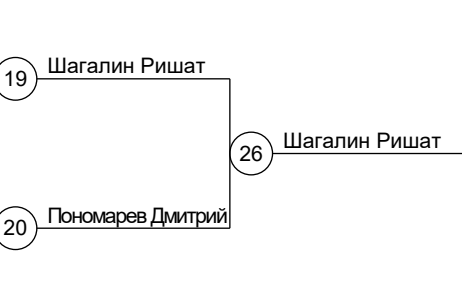 19 Шагалин Ришат
26 Шагалин Ришат
20 Пономарев Дмитрий